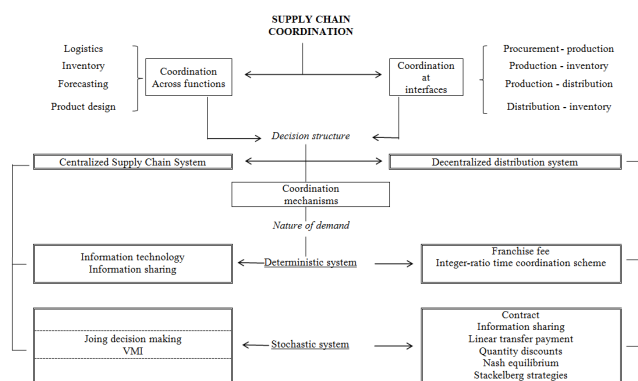 SUPPLY CHAIN
COORDINATION
Logistics
Inventory
Forecasting
Product design
Coordination
Across functions
Coordination
at
interfaces
Procurement - production
Production - inventory
Production - distribution
Distribution - inventory
Decision structure
Centralized Supply Chain System
Decentralized distribution system
Coordination
mechanisms
Nature of demand
Information technology
Information sharing
Deterministic system
Franchise fee
Integer-ratio time coordination scheme
Joing decision making
VMI
Stochastic system
Contract
Information sharing
Linear transfer payment
Quantity discounts
Nash equilibrium
Stackelberg strategies